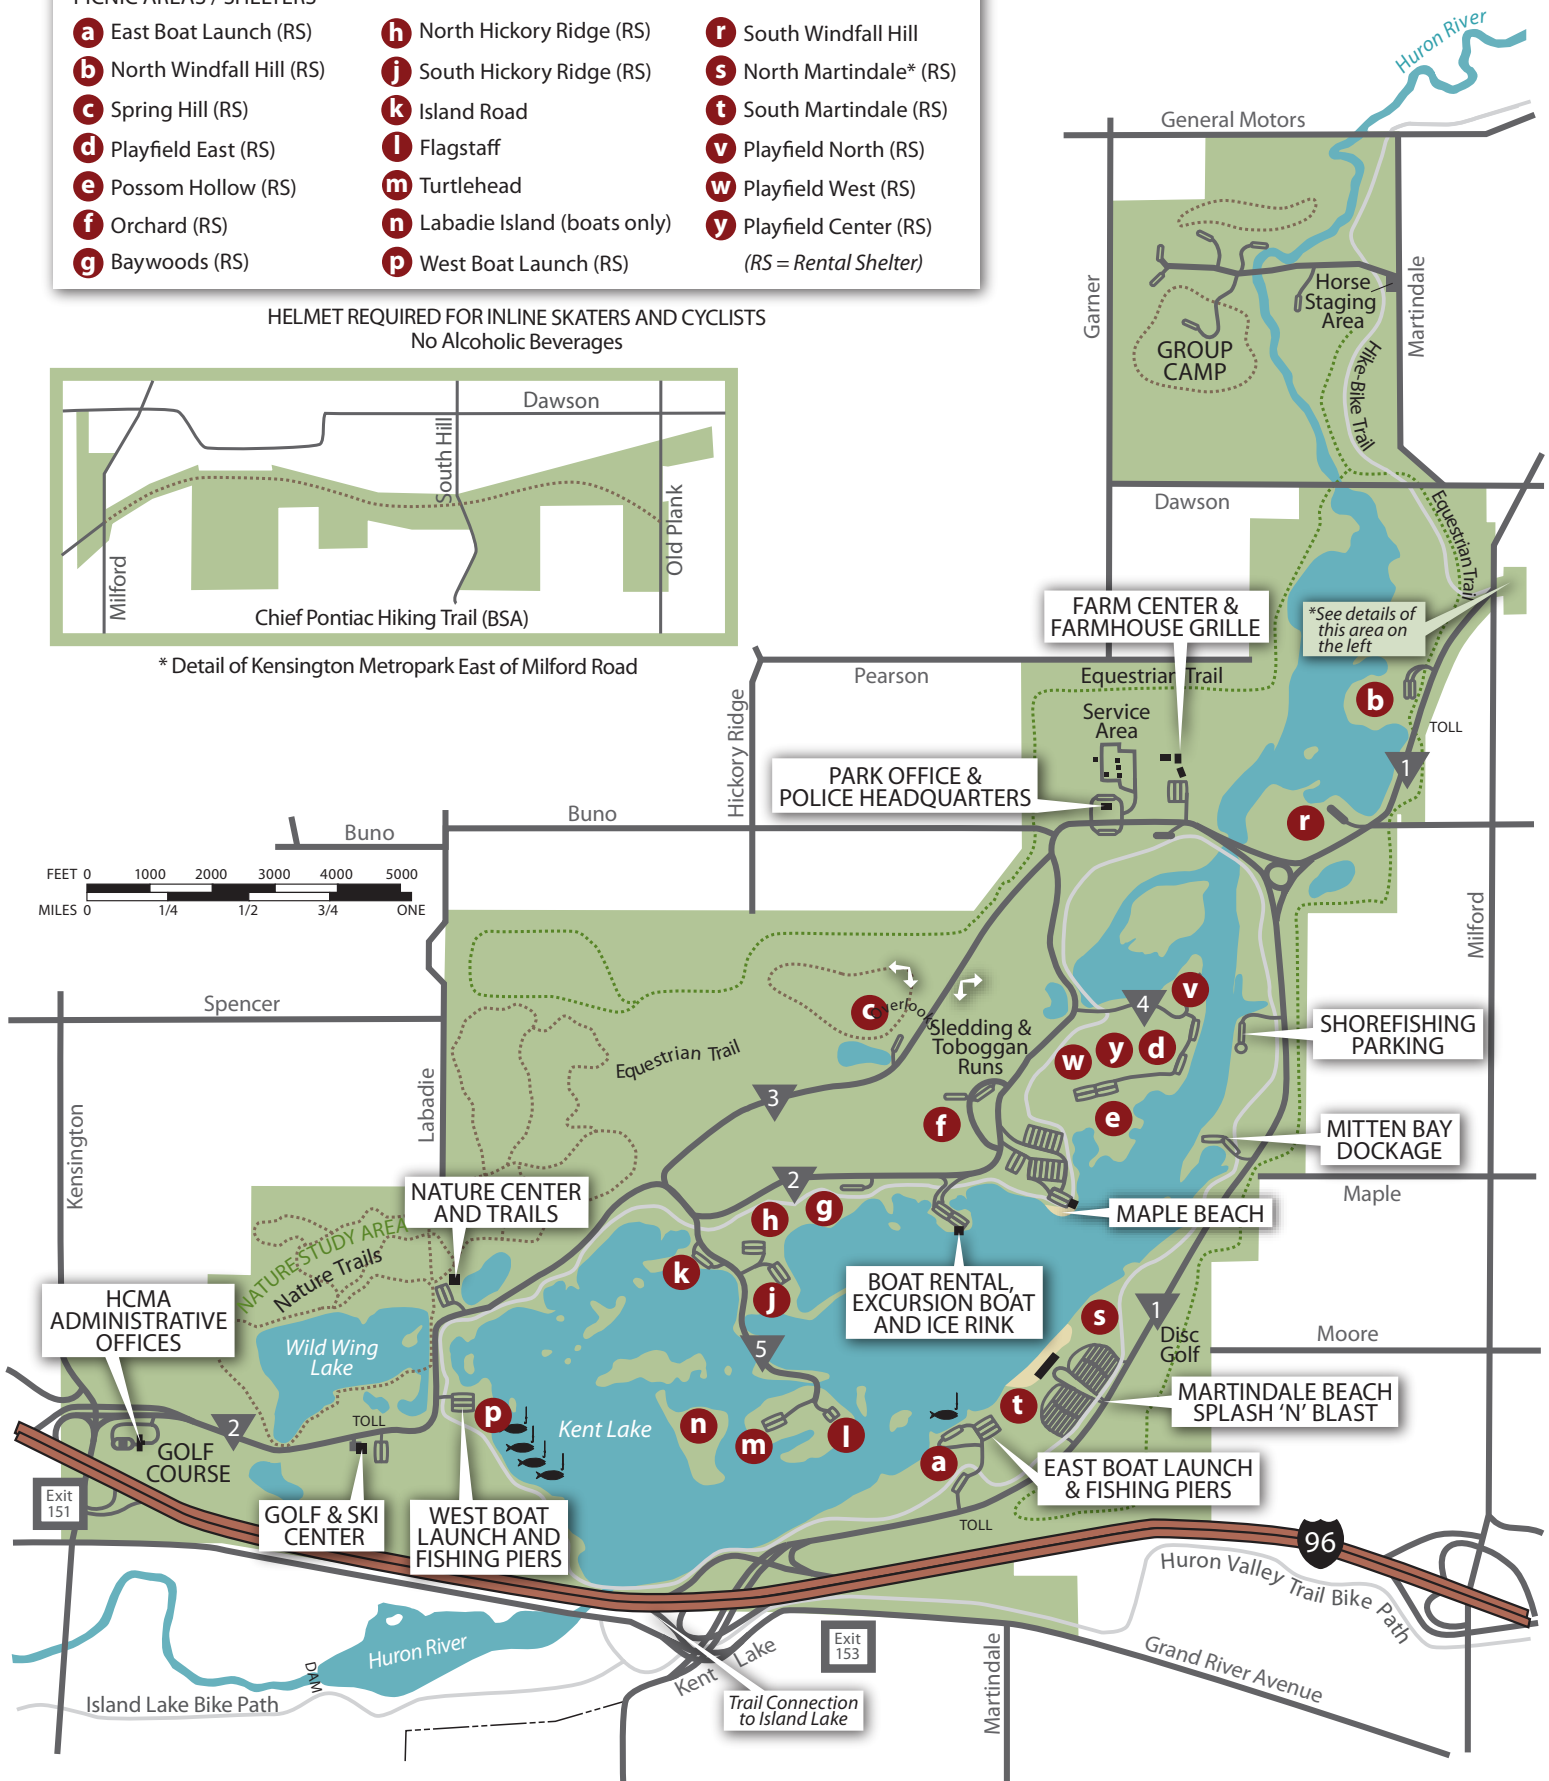 PICNIC AREAS / SHELTERS
a East Boat Launch (RS)
b North Windfall Hill (RS)
c Spring Hill (RS)
d Playfield East (RS)
e Possom Hollow (RS)
f Orchard (RS)
g Baywoods (RS)
h North Hickory Ridge (RS)
j South Hickory Ridge (RS)
k Island Road
l Flagstaff
m Turtlehead
n Labadie Island (boats only)
p West Boat Launch (RS)
r South Windfall Hill
s North Martindale* (RS)
t South Martindale (RS)
v Playfield North (RS)
w Playfield West (RS)
y Playfield Center (RS)
(RS = Rental Shelter)
HELMET REQUIRED FOR INLINE SKATERS AND CYCLISTS
No Alcoholic Beverages
Dawson
South Hill
Old Plank
Milford
Chief Pontiac Hiking Trail (BSA)
* Detail of Kensington Metropark East of Milford Road
Huron River
General Motors
Garner
Martindale
Horse
Staging
Area
GROUP
CAMP
Hike-Bike Trail
Dawson
Equestrian Trail
*See details of
this area on
the left
FARM CENTER &
FARMHOUSE GRILLE
Pearson
Equestrian Trail
Hickory Ridge
Service
Area
b
TOLL
1
PARK OFFICE &
POLICE HEADQUARTERS
r
Buno
Buno
FEET 0 1000 2000 3000 4000 5000
MILES 0 1/4 1/2 3/4 ONE
Milford
Spencer
Labadie
Kensington
c
Overlooks
Sledding &
Toboggan
Runs
Equestrian Trail
v
4
w
y
d
e
f
3
SHOREFISHING
PARKING
MITTEN BAY
DOCKAGE
Maple
MAPLE BEACH
2
h
g
k
j
5
NATURE CENTER
AND TRAILS
NATURE STUDY AREA
Nature Trails
HCMA
ADMINISTRATIVE
OFFICES
Wild Wing
Lake
BOAT RENTAL,
EXCURSION BOAT
AND ICE RINK
s
1
Disc
Golf
Moore
MARTINDALE BEACH
SPLASH 'N' BLAST
t
2
TOLL
p
Kent Lake
n
m
l
a
GOLF
COURSE
EAST BOAT LAUNCH
& FISHING PIERS
Exit
151
GOLF & SKI
CENTER
WEST BOAT
LAUNCH AND
FISHING PIERS
TOLL
96
Huron Valley Trail Bike Path
Huron River
DAM
Island Lake Bike Path
Kent Lake
Exit
153
Martindale
Grand River Avenue
Trail Connection
to Island Lake